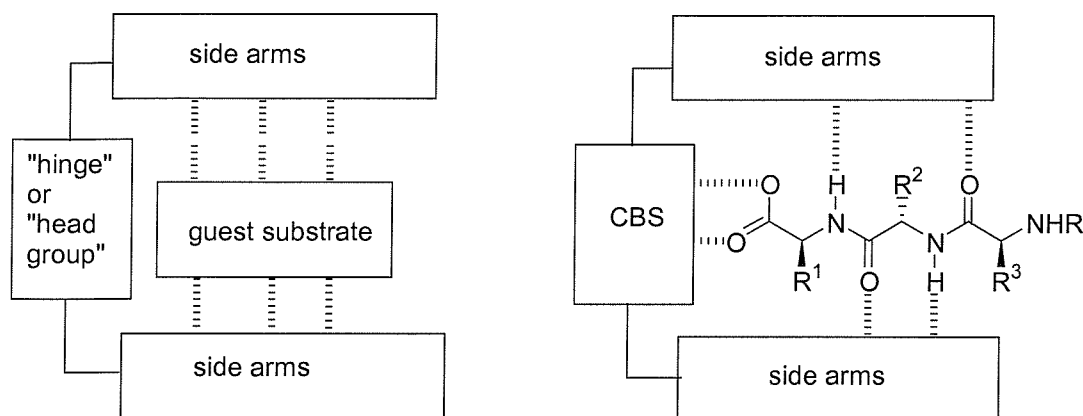 side arms
"hinge"
or
"head
group"
guest substrate
side arms
side arms
CBS
O
O
H
N
R¹
O
R²
N
H
O
R³
NHR
side arms